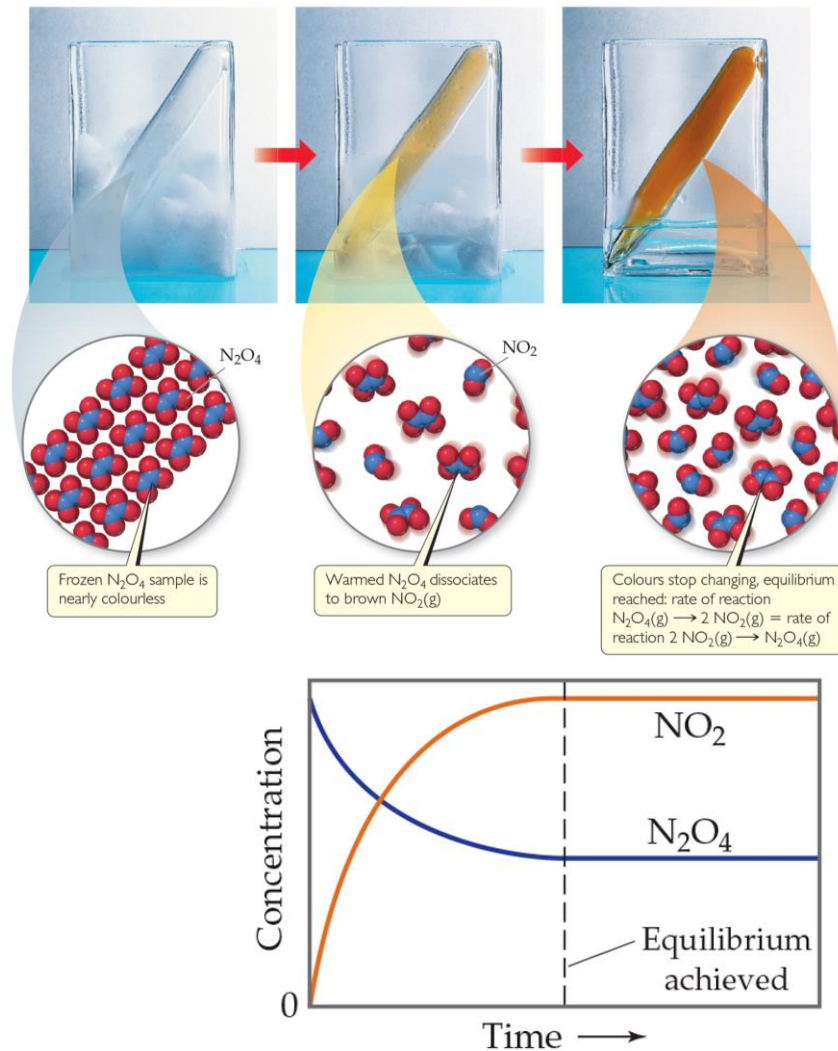 N₂O₄
NO₂
Frozen N₂O₄ sample is
nearly colourless
Warmed N₂O₄ dissociates
to brown NO₂(g)
Colours stop changing, equilibrium
reached: rate of reaction
N₂O₄(g) ⟶ 2 NO₂(g) = rate of
reaction 2 NO₂(g) ⟶ N₂O₄(g)
Concentration
NO₂
N₂O₄
Equilibrium
achieved
0
Time ⟶